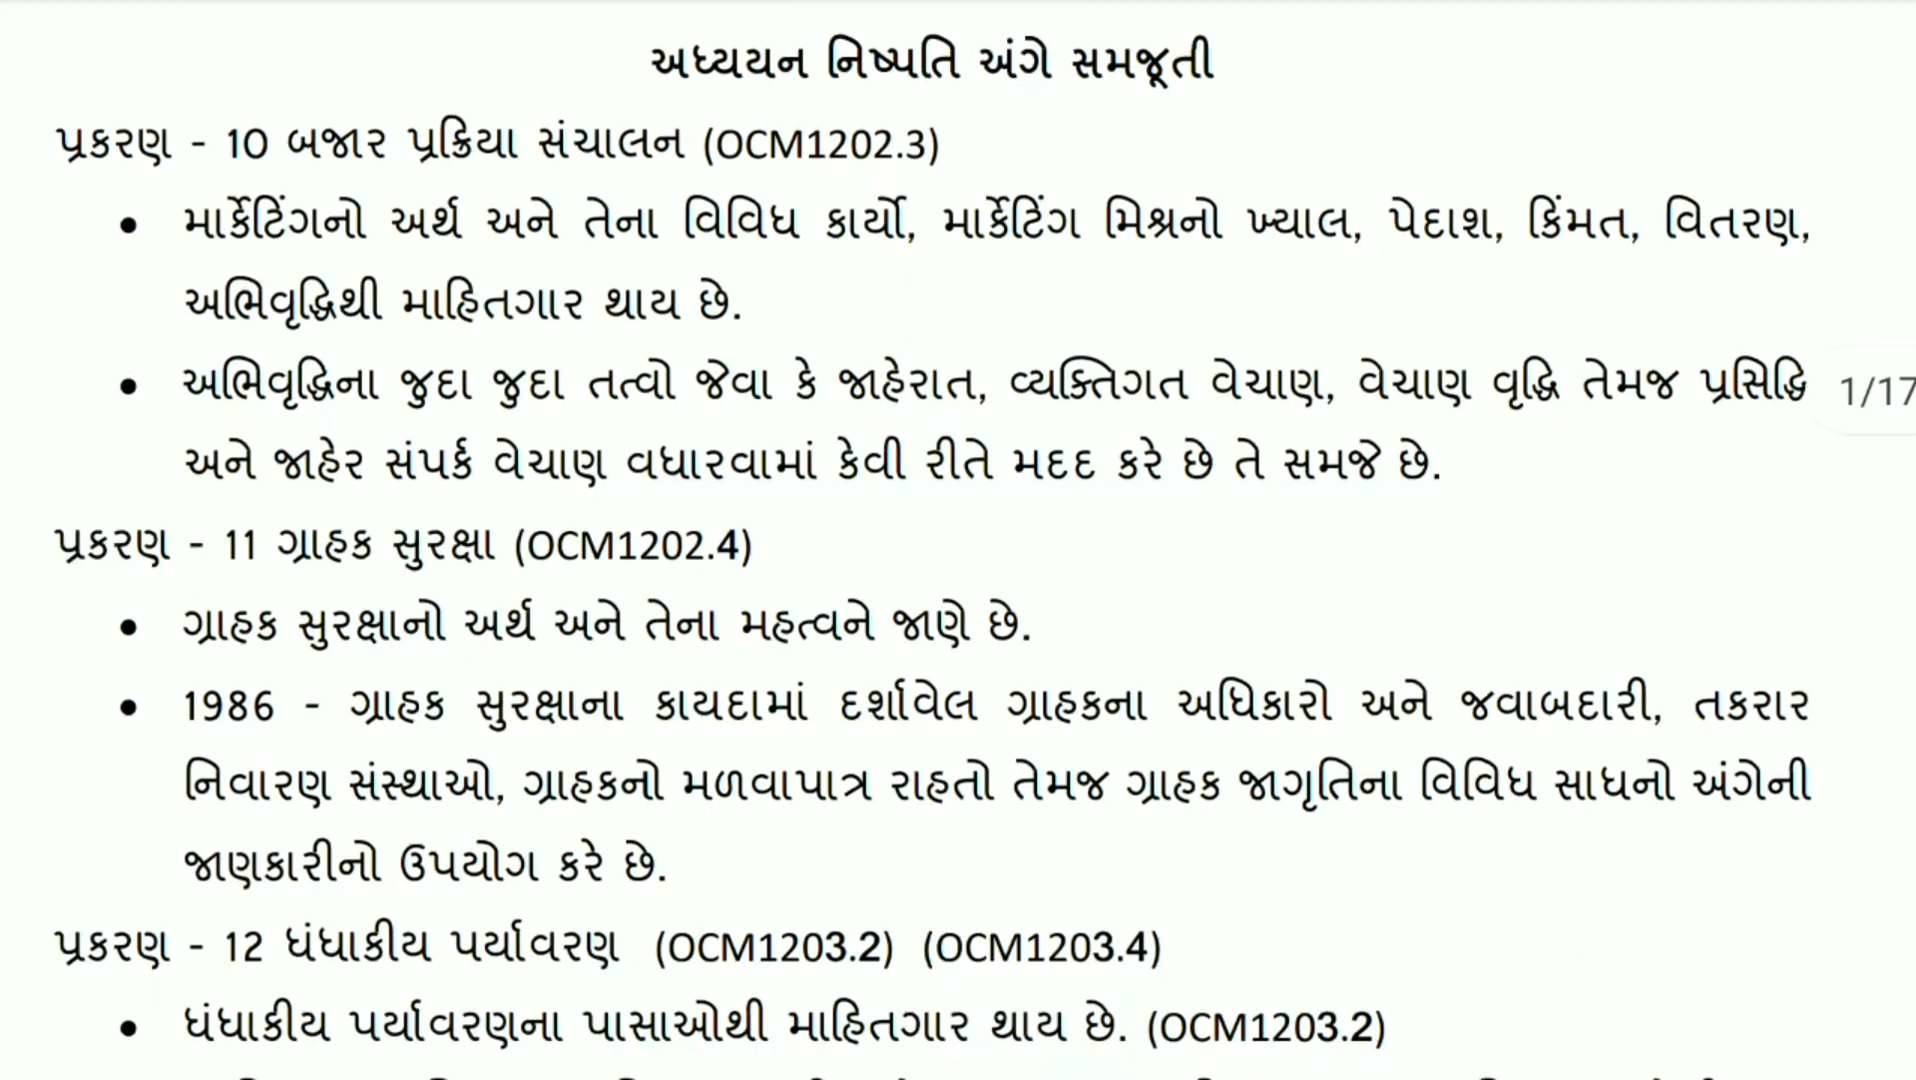 અધ્યયન નિષ્પતિ અંગે સમજૂતી
પ્રકરણ - 10 બજાર પ્રક્રિયા સંચાલન (OCM1202.3)
• માર્કેટિંગનો અર્થ અને તેના વિવિધ કાર્યો, માર્કેટિંગ મિશ્રનો ખ્યાલ, પેદાશ, કિંમત, વિતરણ,
અભિવૃદ્ધિથી માહિતગાર થાય છે.
• અભિવૃદ્ધિના જુદા જુદા તત્વો જેવા કે જાહેરાત, વ્યક્તિગત વેચાણ, વેચાણ વૃદ્ધિ તેમજ પ્રસિદ્ધિ
1/17
અને જાહેર સંપર્ક વેચાણ વધારવામાં કેવી રીતે મદદ કરે છે તે સમજે છે.
પ્રકરણ - 11 ગ્રાહક સુરક્ષા (OCM1202.4)
• ગ્રાહક સુરક્ષાનો અર્થ અને તેના મહત્વને જાણે છે.
• 1986 - ગ્રાહક સુરક્ષાના કાયદામાં દર્શાવેલ ગ્રાહકના અધિકારો અને જવાબદારી, તકરાર
નિવારણ સંસ્થાઓ, ગ્રાહકનો મળવાપાત્ર રાહતો તેમજ ગ્રાહક જાગૃતિના વિવિધ સાધનો અંગેની
જાણકારીનો ઉપયોગ કરે છે.
પ્રકરણ - 12 ધંધાકીય પર્યાવરણ (OCM1203.2) (OCM1203.4)
• ધંધાકીય પર્યાવરણના પાસાઓથી માહિતગાર થાય છે. (OCM1203.2)